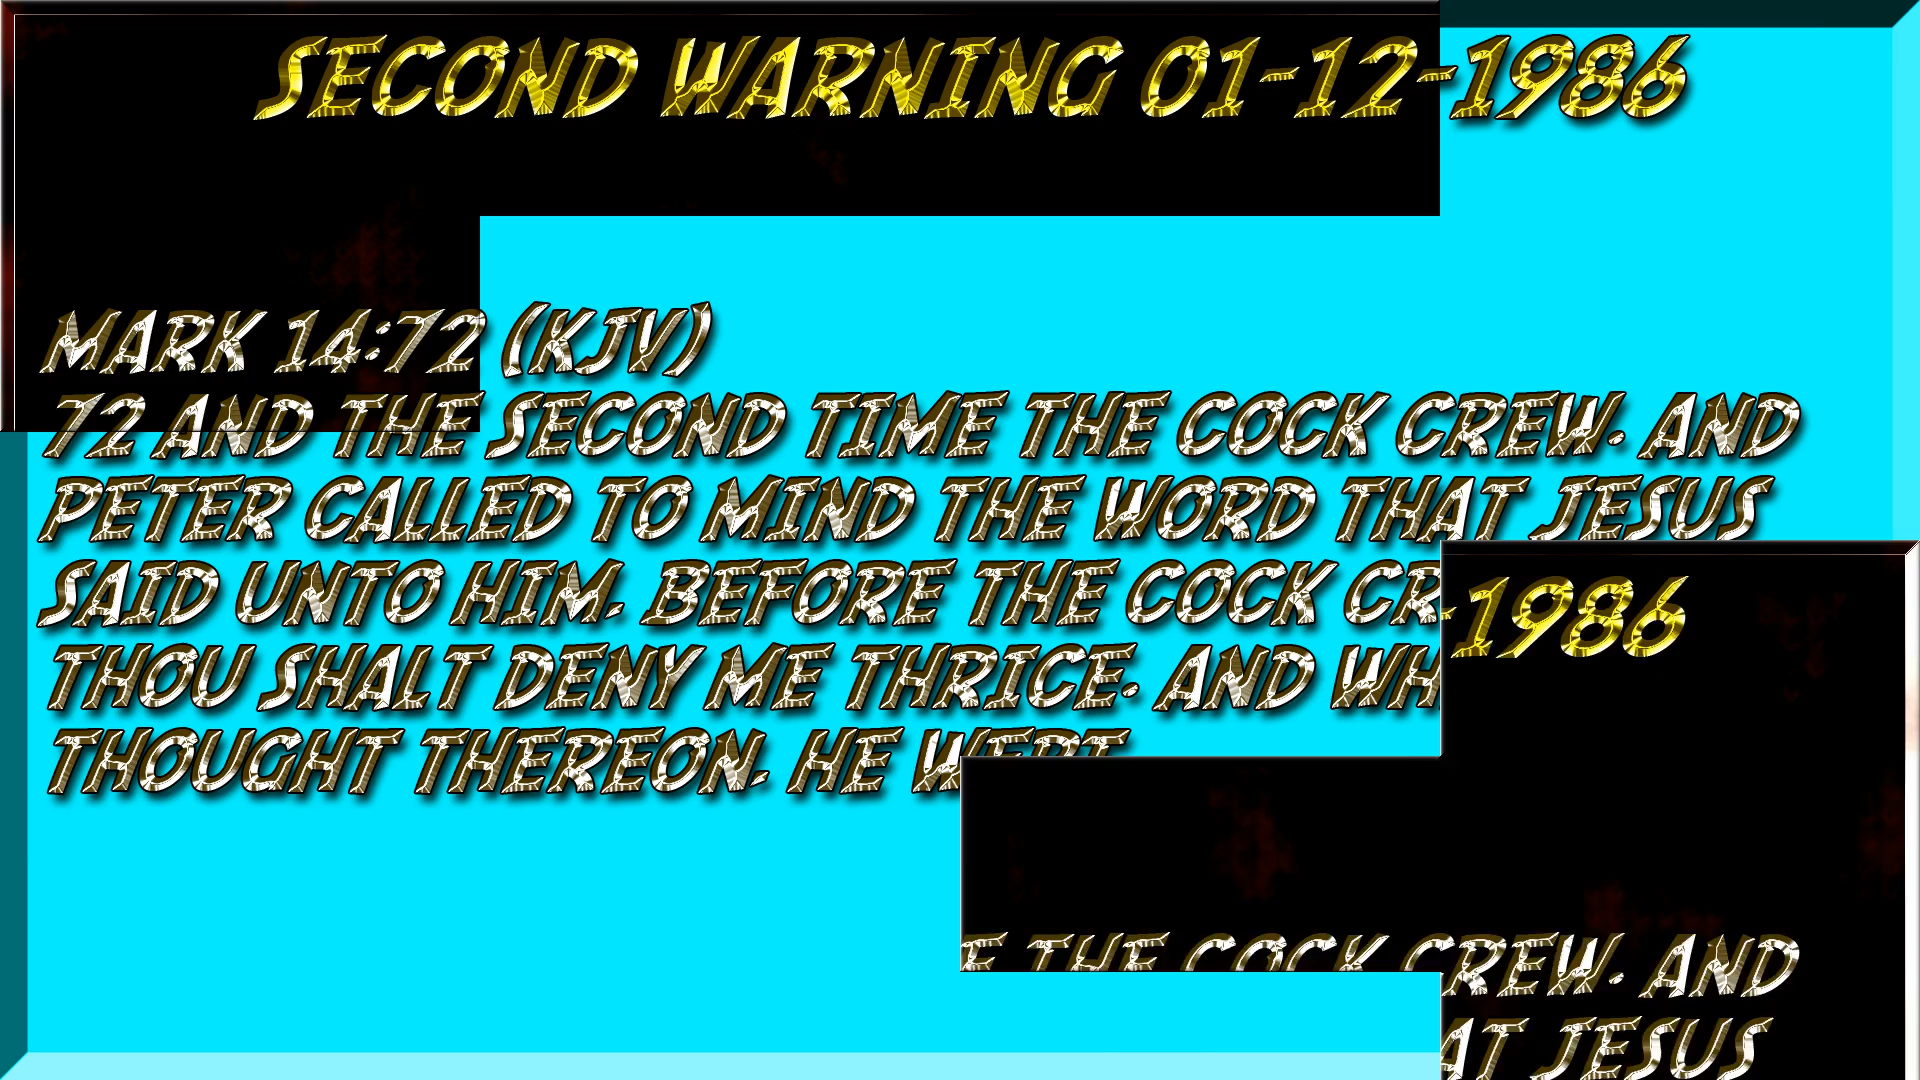 SECOND WARNING 01-12-1986
MARK 14:72 (KJV)
72 AND THE SECOND TIME THE COCK CREW. AND
PETER CALLED TO MIND THE WORD THAT JESUS
SAID UNTO HIM, BEFORE THE COCK CR
THOU SHALT DENY ME THRICE. AND WH
THOUGHT THEREON, HE WEPT
-1986
E THE COCK CREW. AND
AT JESUS